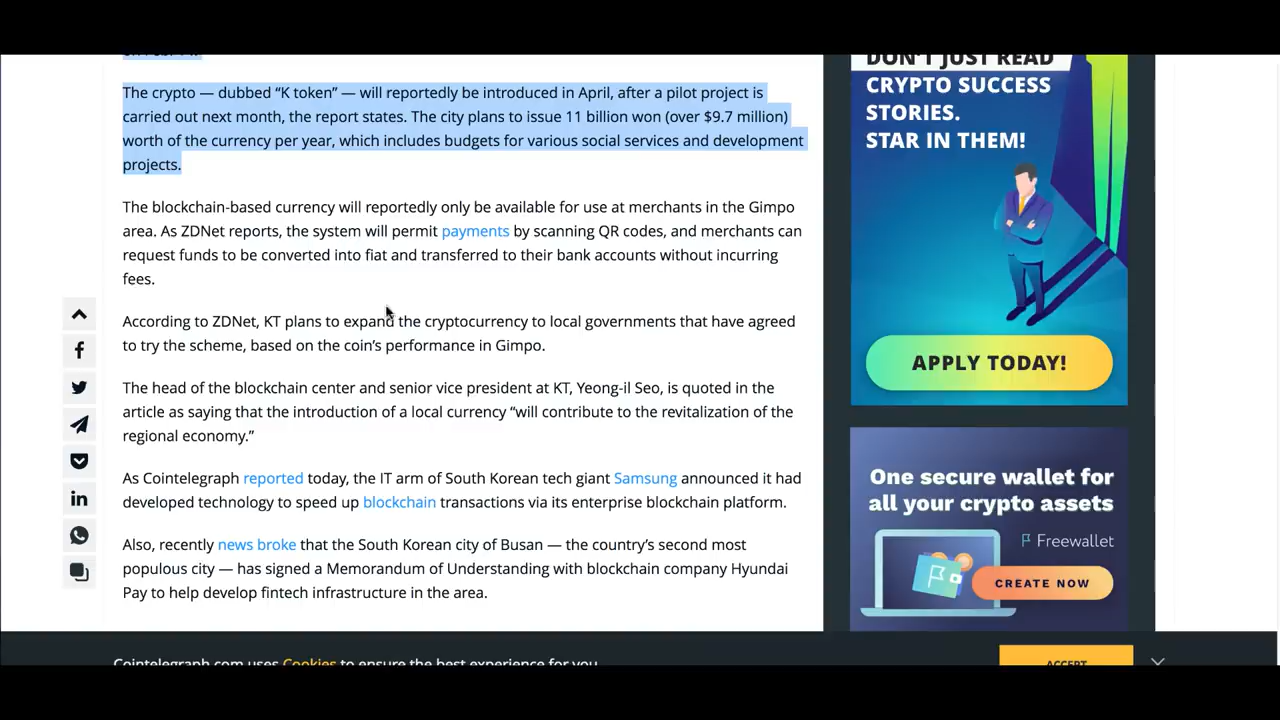 The crypto — dubbed “K token” — will reportedly be introduced in April, after a pilot project is
carried out next month, the report states. The city plans to issue 11 billion won (over $9.7 million)
worth of the currency per year, which includes budgets for various social services and development
projects.
The blockchain-based currency will reportedly only be available for use at merchants in the Gimpo
area. As ZDNet reports, the system will permit payments by scanning QR codes, and merchants can
request funds to be converted into fiat and transferred to their bank accounts without incurring
fees.
According to ZDNet, KT plans to expand the cryptocurrency to local governments that have agreed
to try the scheme, based on the coin’s performance in Gimpo.
The head of the blockchain center and senior vice president at KT, Yeong-il Seo, is quoted in the
article as saying that the introduction of a local currency “will contribute to the revitalization of the
regional economy.”
As Cointelegraph reported today, the IT arm of South Korean tech giant Samsung announced it had
developed technology to speed up blockchain transactions via its enterprise blockchain platform.
Also, recently news broke that the South Korean city of Busan — the country’s second most
populous city — has signed a Memorandum of Understanding with blockchain company Hyundai
Pay to help develop fintech infrastructure in the area.
DON'T JUST READ
CRYPTO SUCCESS
STORIES.
STAR IN THEM!
APPLY TODAY!
One secure wallet for
all your crypto assets
Freewallet
CREATE NOW
Cointelegraph.com uses Cookies to ensure the best experience for you
ACCEPT